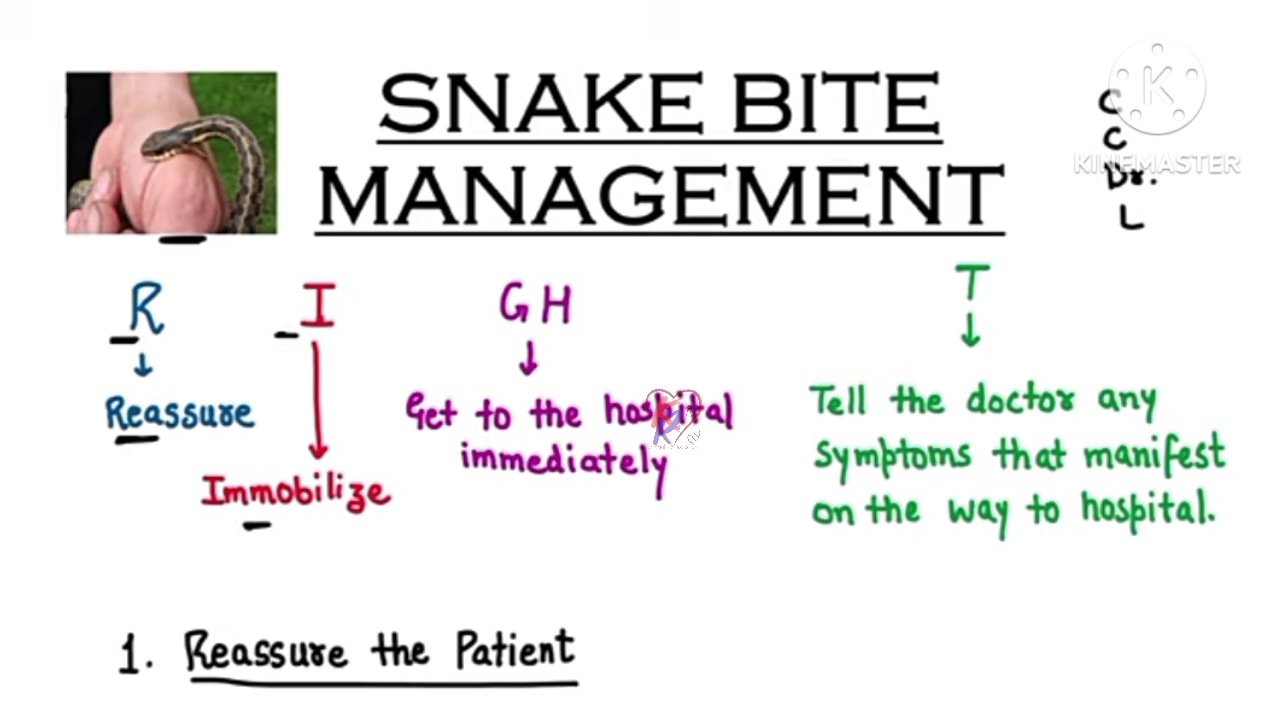 SNAKE BITE
MANAGEMENT
C
C
Dr.
L
KINEMASTER
R
I
GH
T
Reassure
Immobilize
Get to the hospital
immediately
Tell the doctor any
symptoms that manifest
on the way to hospital.
1. Reassure the Patient